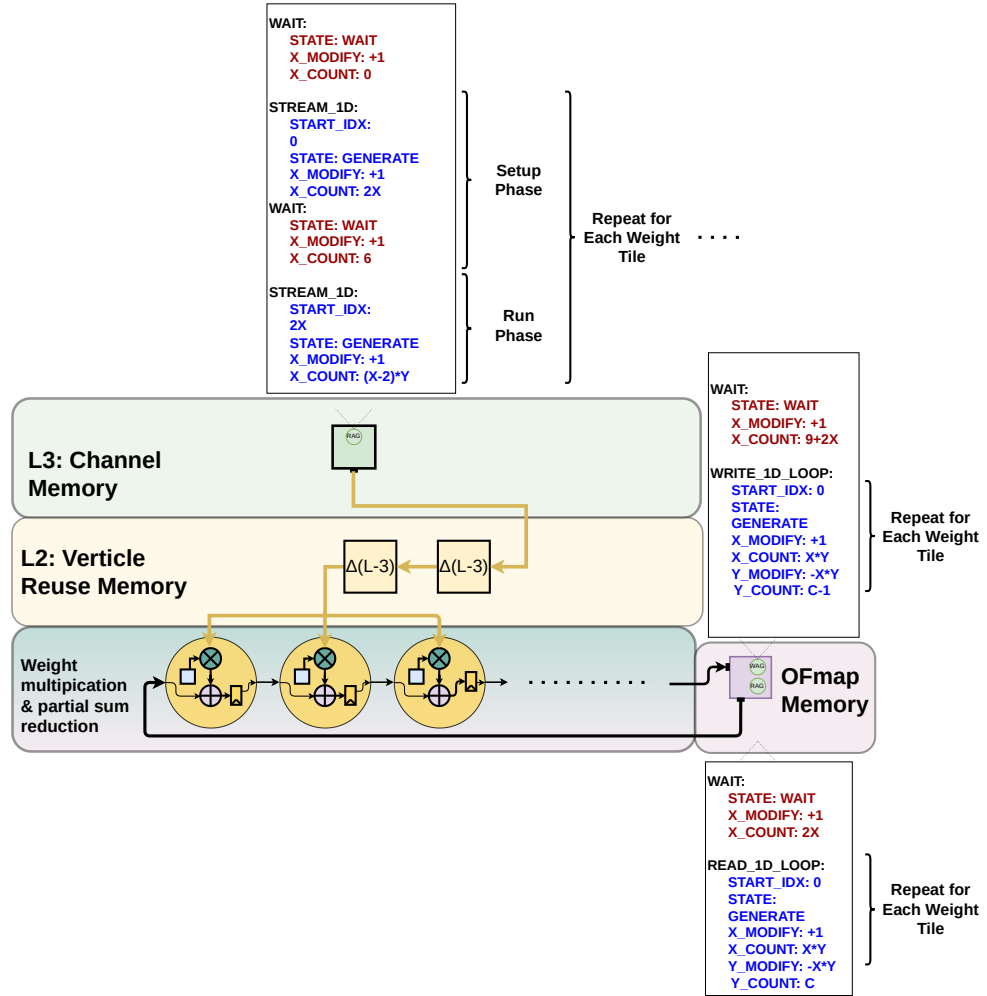 WAIT:
STATE: WAIT
X_MODIFY: +1
X_COUNT: 0
STREAM_1D:
START_IDX:
0
STATE: GENERATE
X_MODIFY: +1
X_COUNT: 2X
WAIT:
STATE: WAIT
X_MODIFY: +1
X_COUNT: 6
STREAM_1D:
START_IDX:
2X
STATE: GENERATE
X_MODIFY: +1
X_COUNT: (X-2)*Y
Setup
Phase
Run
Phase
Repeat for
Each Weight
Tile
. . . .
WAIT:
STATE: WAIT
X_MODIFY: +1
X_COUNT: 9+2X
WRITE_1D_LOOP:
START_IDX: 0
STATE:
GENERATE
X_MODIFY: +1
X_COUNT: X*Y
Y_MODIFY: -X*Y
Y_COUNT: C-1
Repeat for
Each Weight
Tile
L3: Channel
Memory
RAG
L2: Verticle
Reuse Memory
Δ(L-3)
Δ(L-3)
Weight
multipication
& partial sum
reduction
. . . . . . . . . . .
WAG
RAG
OFmap
Memory
WAIT:
STATE: WAIT
X_MODIFY: +1
X_COUNT: 2X
READ_1D_LOOP:
START_IDX: 0
STATE:
GENERATE
X_MODIFY: +1
X_COUNT: X*Y
Y_MODIFY: -X*Y
Y_COUNT: C
Repeat for
Each Weight
Tile